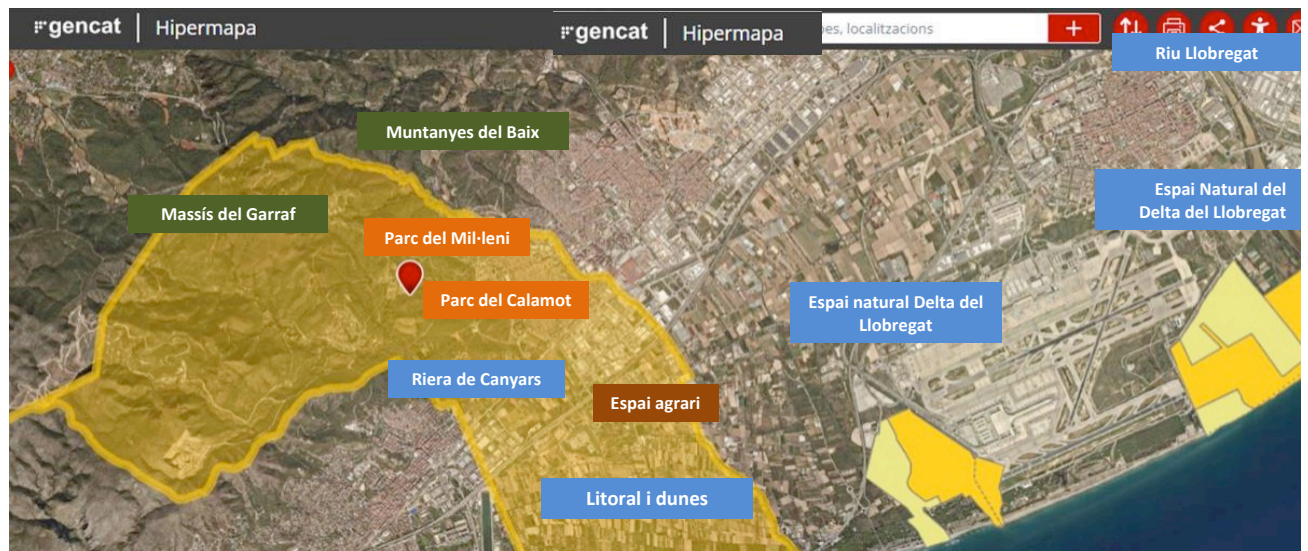 gencat | Hipermapa
gencat | Hipermapa
es, localitzacions
+
Riu Llobregat
Muntanyes del Baix
Espai Natural del
Delta del Llobregat
Massís del Garraf
Parc del Mil·leni
Parc del Calamot
Espai natural Delta del
Llobregat
Riera de Canyars
Espai agrari
Litoral i dunes